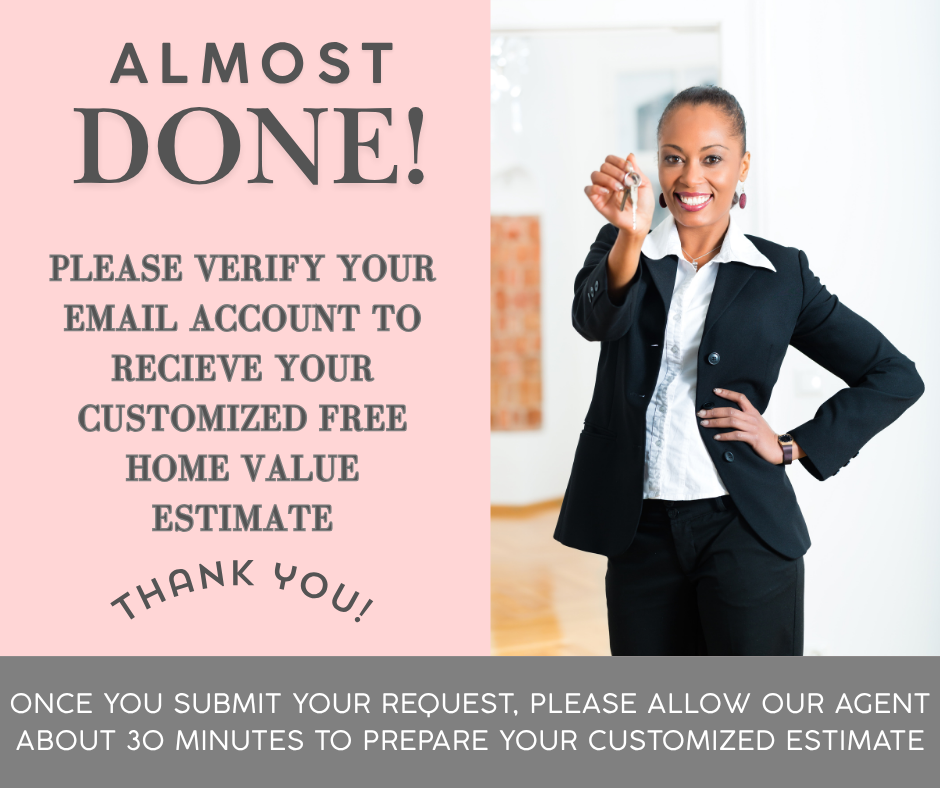 ALMOST
DONE!
PLEASE VERIFY YOUR
EMAIL ACCOUNT TO
RECIEVE YOUR
CUSTOMIZED FREE
HOME VALUE
ESTIMATE
THANK YOU!
ONCE YOU SUBMIT YOUR REQUEST, PLEASE ALLOW OUR AGENT
ABOUT 30 MINUTES TO PREPARE YOUR CUSTOMIZED ESTIMATE